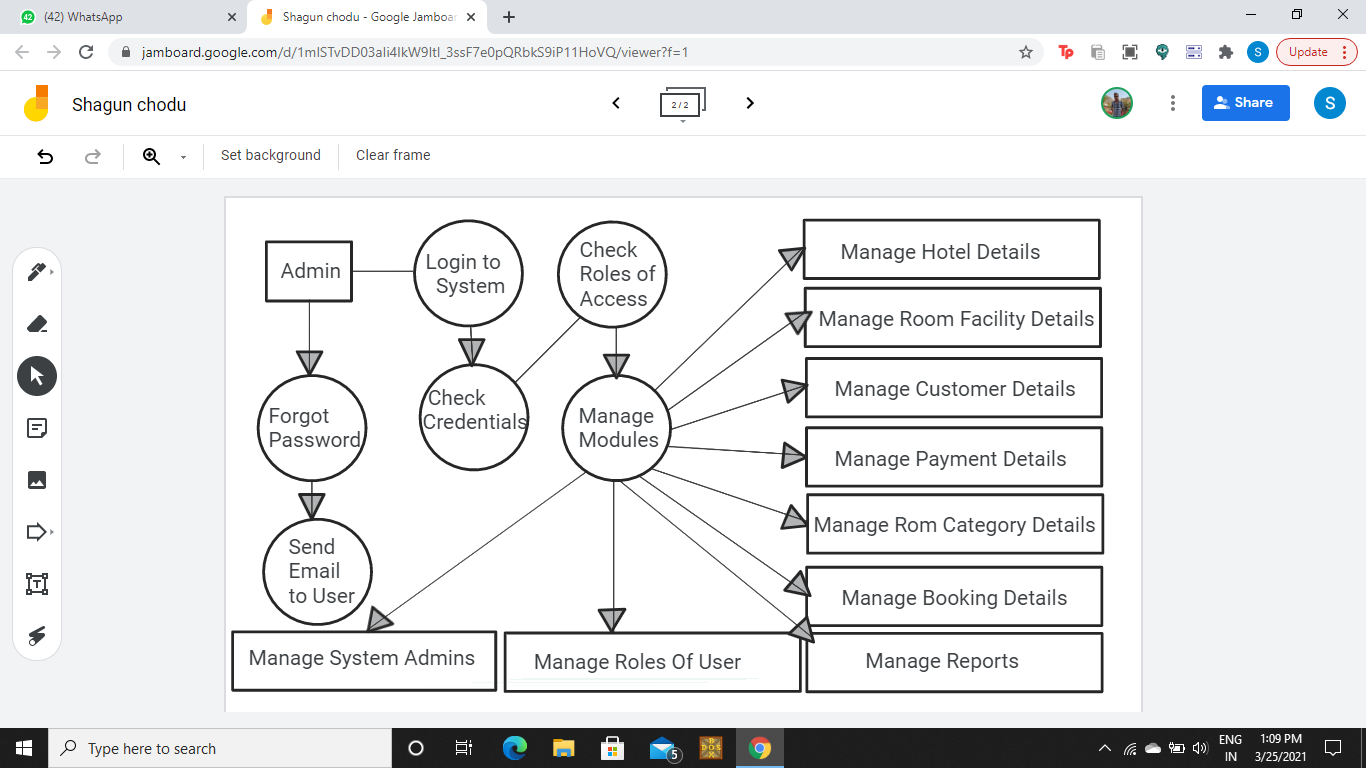 (42) WhatsApp
Shagun chodu - Google Jamboar
jamboard.google.com/d/1mISTvDD03aIi4lkW9ItI_3ssF7e0pQRbkS9iP11HoVQ/viewer?f=1
S
Update
Shagun chodu
2 / 2
Share
S
Set background
Clear frame
Admin
Login to
System
Check
Roles of
Access
Forgot
Password
Check
Credentials
Manage
Modules
Send
Email
to User
Manage Hotel Details
Manage Room Facility Details
Manage Customer Details
Manage Payment Details
Manage Rom Category Details
Manage Booking Details
Manage System Admins
Manage Roles Of User
Manage Reports
Type here to search
5
ENG
IN
1:09 PM
3/25/2021